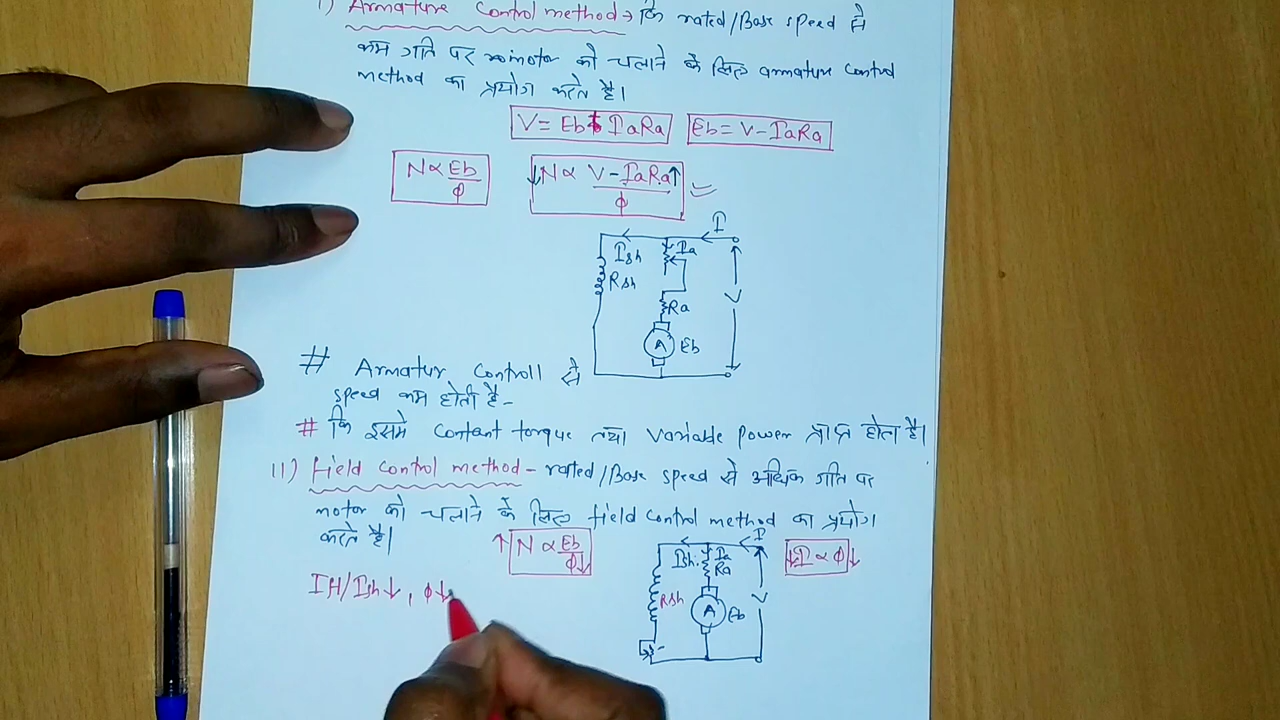 I) Armature Control method → कि rated/Base speed से
कम गति पर motor को चलाने के लिए armature control
method का प्रयोग करते है।
V = Eb + IaRa Eb = V - IaRa
N ∝ Eb/ϕ ↓N ∝ V - IaRa↑/ϕ
I
Ish Ia
Rsh
Ra
V
A Eb
# Armatur Controll से
speed कम होती है -
# कि इसमे Contant torque तथा Variable Power प्राप्त होता है।
II) Field Control method - rated/Base speed से अधिक गति पर
motor को चलाने के लिए field control method का प्रयोग
करते है।
↑N ∝ Eb/ϕ↓ I ↓I ∝ ϕ↓
Ish. Ia
Ra
IH/Ish↓, ϕ↓ Rsh V
A Eb